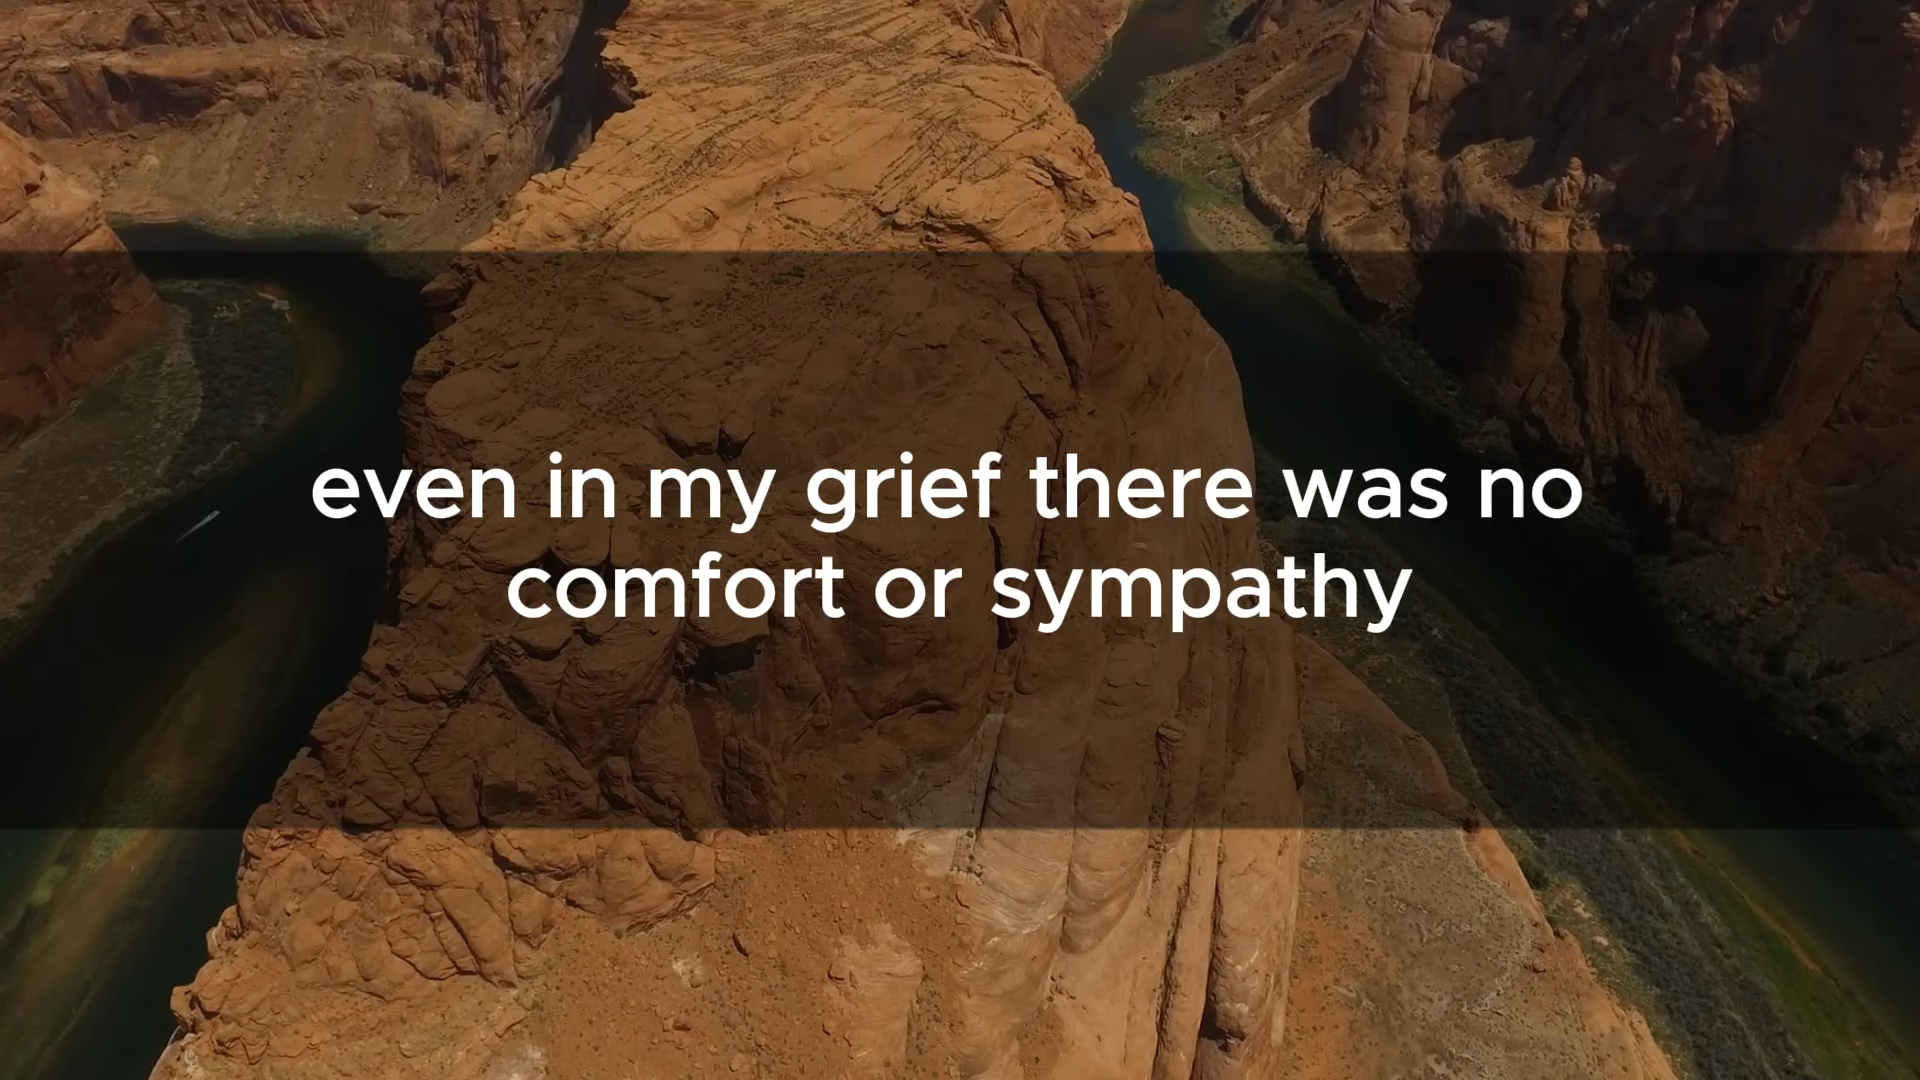 even in my grief there was no
comfort or sympathy